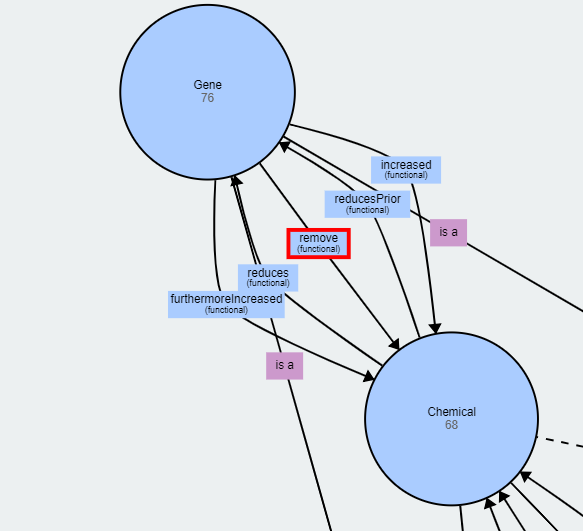 Gene
76
increased
(functional)
reducesPrior
(functional)
is a
remove
(functional)
reduces
(functional)
furthermoreIncreased
(functional)
is a
Chemical
68